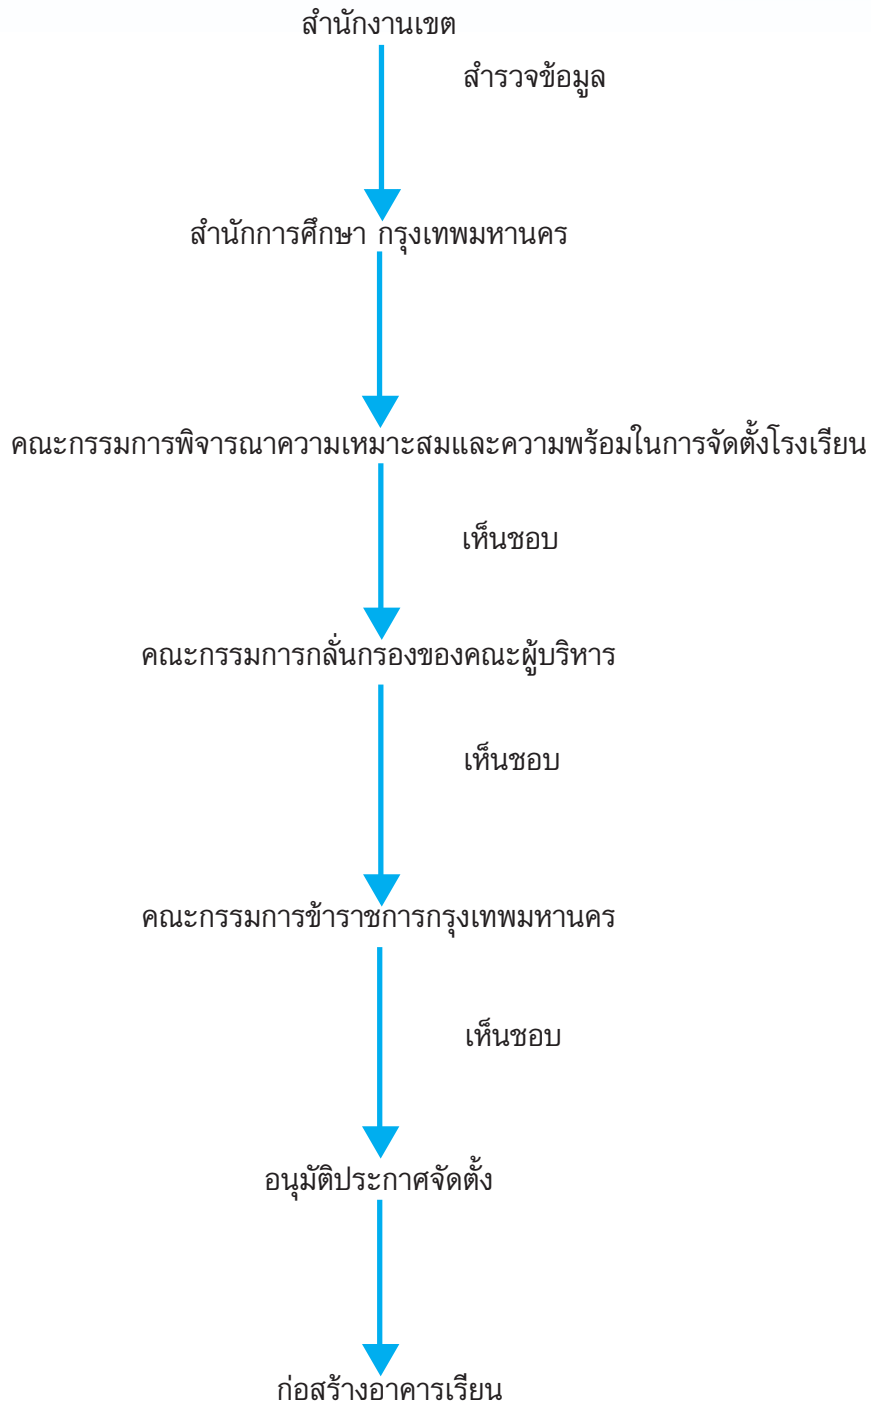 สำนักงานเขต
สำรวจข้อมูล
สำนักการศึกษา กรุงเทพมหานคร
คณะกรรมการพิจารณาความเหมาะสมและความพร้อมในการจัดตั้งโรงเรียน
เห็นชอบ
คณะกรรมการกลั่นกรองของคณะผู้บริหาร
เห็นชอบ
คณะกรรมการข้าราชการกรุงเทพมหานคร
เห็นชอบ
อนุมัติประกาศจัดตั้ง
ก่อสร้างอาคารเรียน